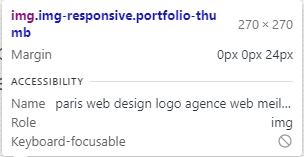 img.img-responsive.portfolio-thu
mb 270 × 270
Margin 0px 0px 24px
ACCESSIBILITY
Name paris web design logo agence web meil...
Role img
Keyboard-focusable